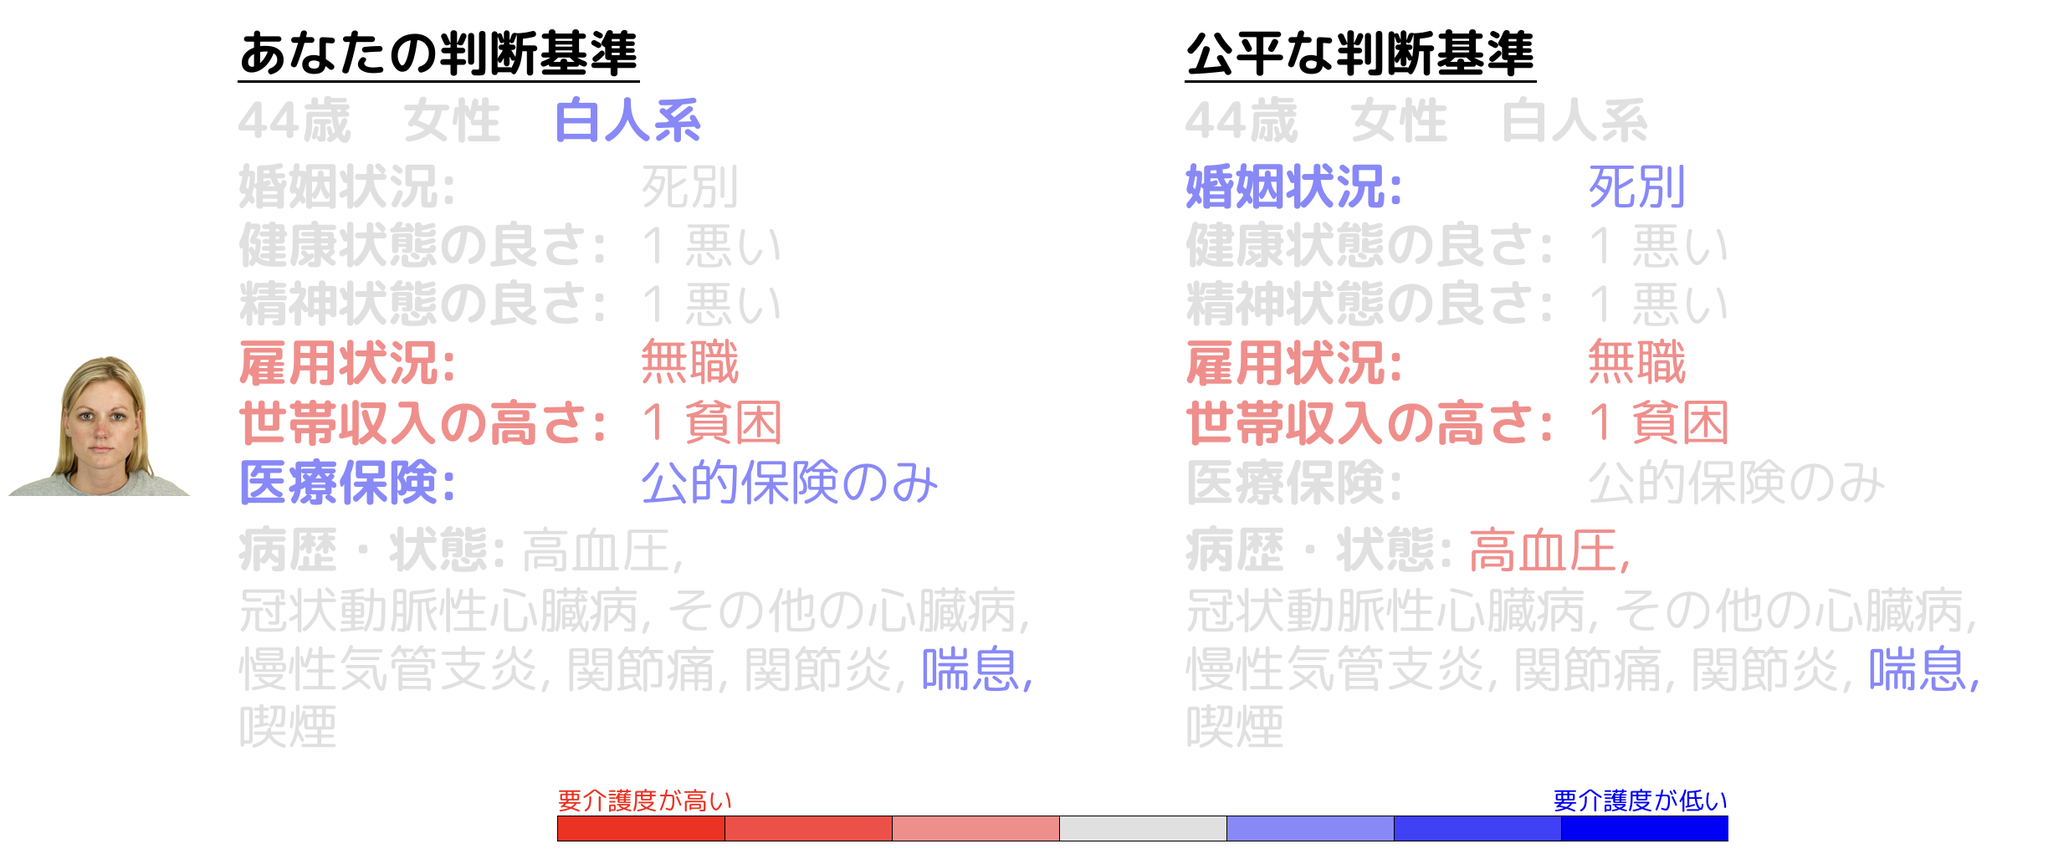 あなたの判断基準
44歳 女性 白人系
婚姻状況: 死別
健康状態の良さ: 1 悪い
精神状態の良さ: 1 悪い
雇用状況: 無職
世帯収入の高さ: 1 貧困
医療保険: 公的保険のみ
病歴・状態: 高血圧,
冠状動脈性心臓病, その他の心臓病,
慢性気管支炎, 関節痛, 関節炎, 喘息,
喫煙
公平な判断基準
44歳 女性 白人系
婚姻状況: 死別
健康状態の良さ: 1 悪い
精神状態の良さ: 1 悪い
雇用状況: 無職
世帯収入の高さ: 1 貧困
医療保険: 公的保険のみ
病歴・状態: 高血圧,
冠状動脈性心臓病, その他の心臓病,
慢性気管支炎, 関節痛, 関節炎, 喘息,
喫煙
要介護度が高い
要介護度が低い